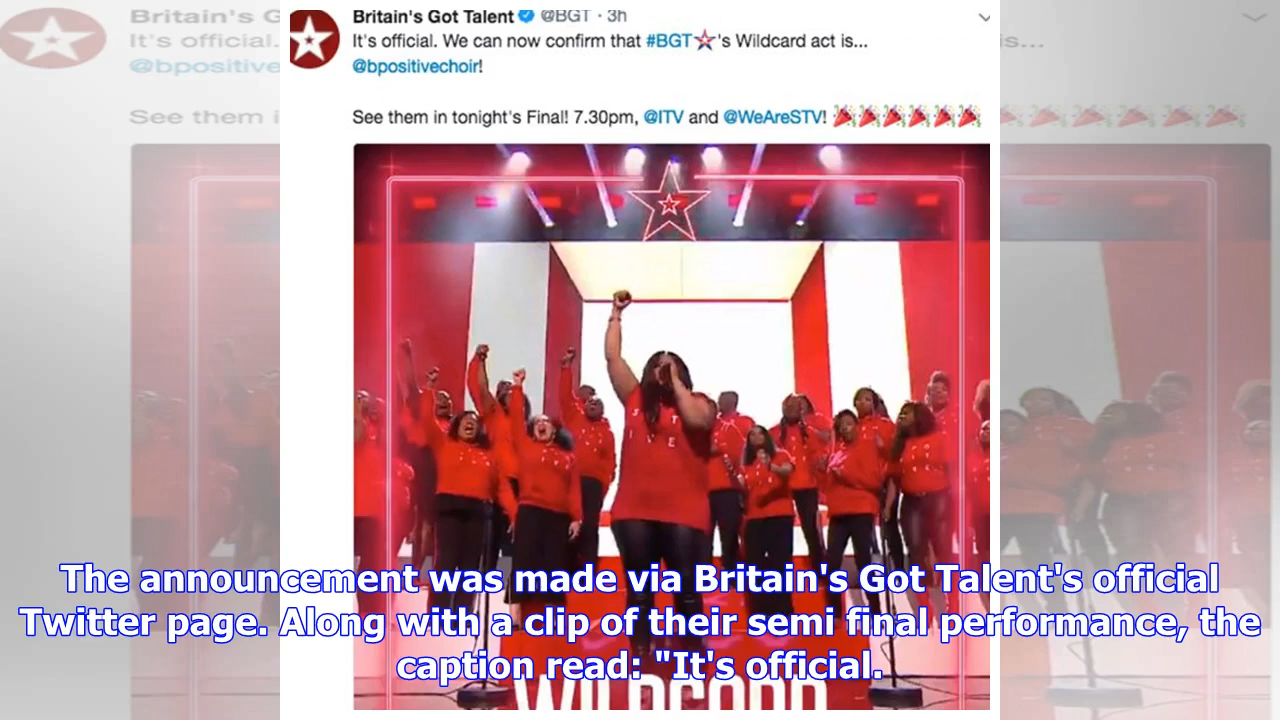 Britain's Got Talent @BGT · 3h
It's official. We can now confirm that #BGT's Wildcard act is...
@bpositivechoir!
See them in tonight's Final! 7.30pm, @ITV and @WeAreSTV! 🎉🎉🎉🎉🎉🎉
The announcement was made via Britain's Got Talent's official
Twitter page. Along with a clip of their semi final performance, the
caption read: "It's official.
WILDCARD